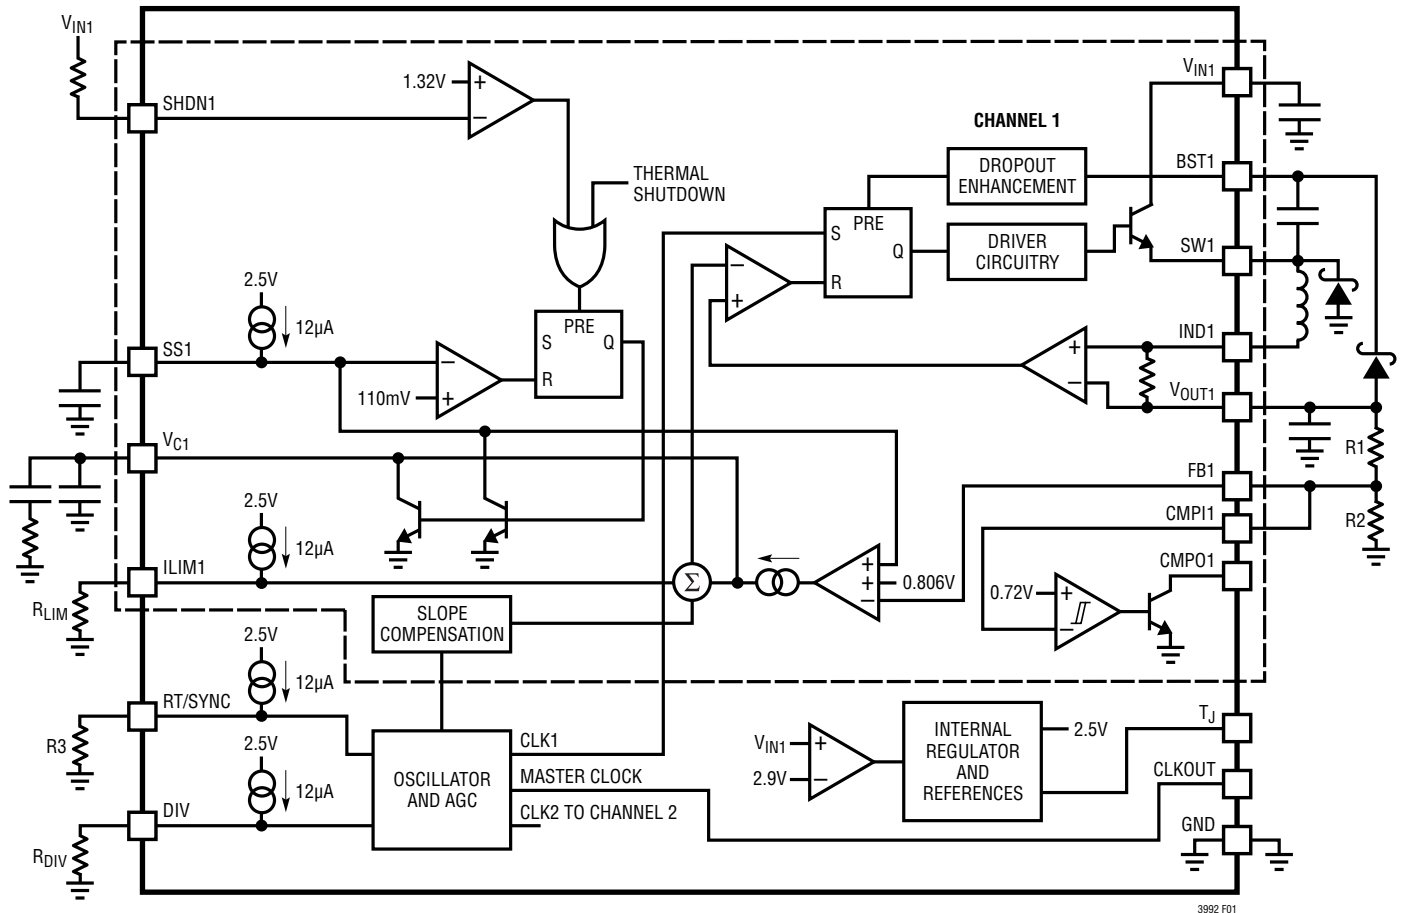 VIN1
SHDN1
1.32V
+
−
THERMAL
SHUTDOWN
CHANNEL 1
VIN1
DROPOUT
ENHANCEMENT
BST1
PRE
S
Q
R
DRIVER
CIRCUITRY
SW1
−
+
2.5V
12µA
SS1
PRE
S
Q
R
−
110mV
+
IND1
+
−
VOUT1
R1
VC1
FB1
CMPI1
R2
2.5V
12µA
ILIM1
RLIM
Σ
+
+
−
0.806V
CMPO1
0.72V
+
−
SLOPE
COMPENSATION
2.5V
12µA
RT/SYNC
R3
2.5V
12µA
DIV
RDIV
OSCILLATOR
AND AGC
CLK1
MASTER CLOCK
CLK2 TO CHANNEL 2
VIN1
+
2.9V
−
INTERNAL
REGULATOR
AND
REFERENCES
2.5V
TJ
CLKOUT
GND
3992 F01